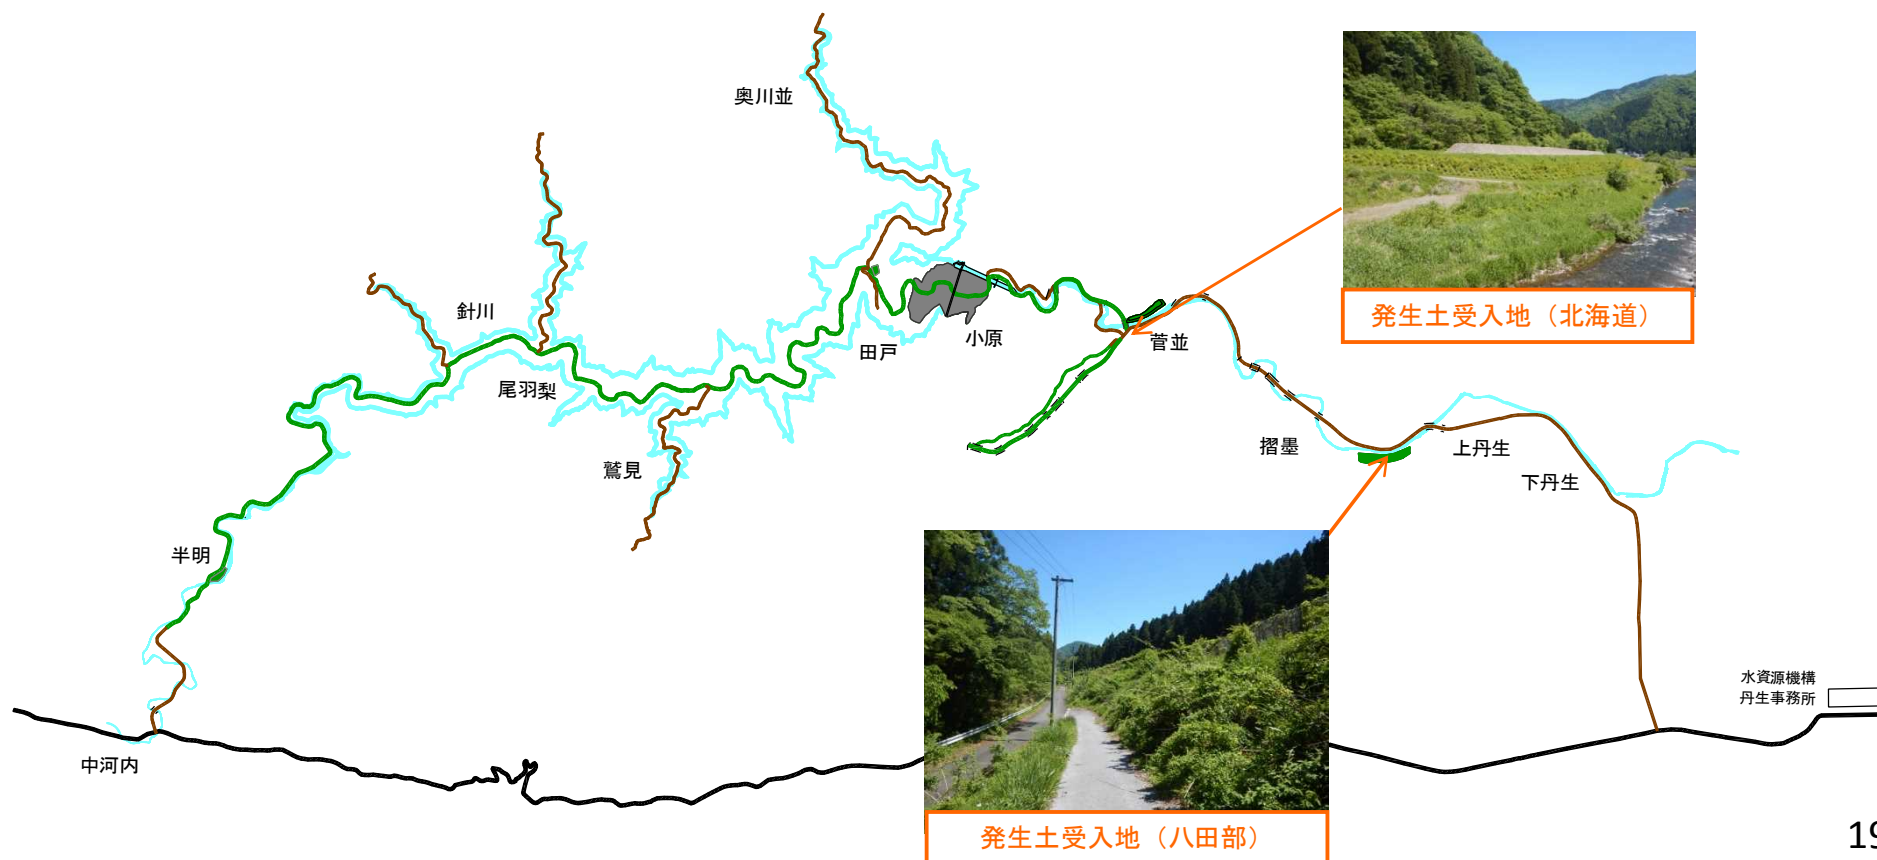 奥川並
針川
尾羽梨
鷲見
田戸
小原
菅並
発生土受入地（北海道）
摺墨
上丹生
下丹生
半明
中河内
水資源機構
丹生事務所
発生土受入地（八田部）
19